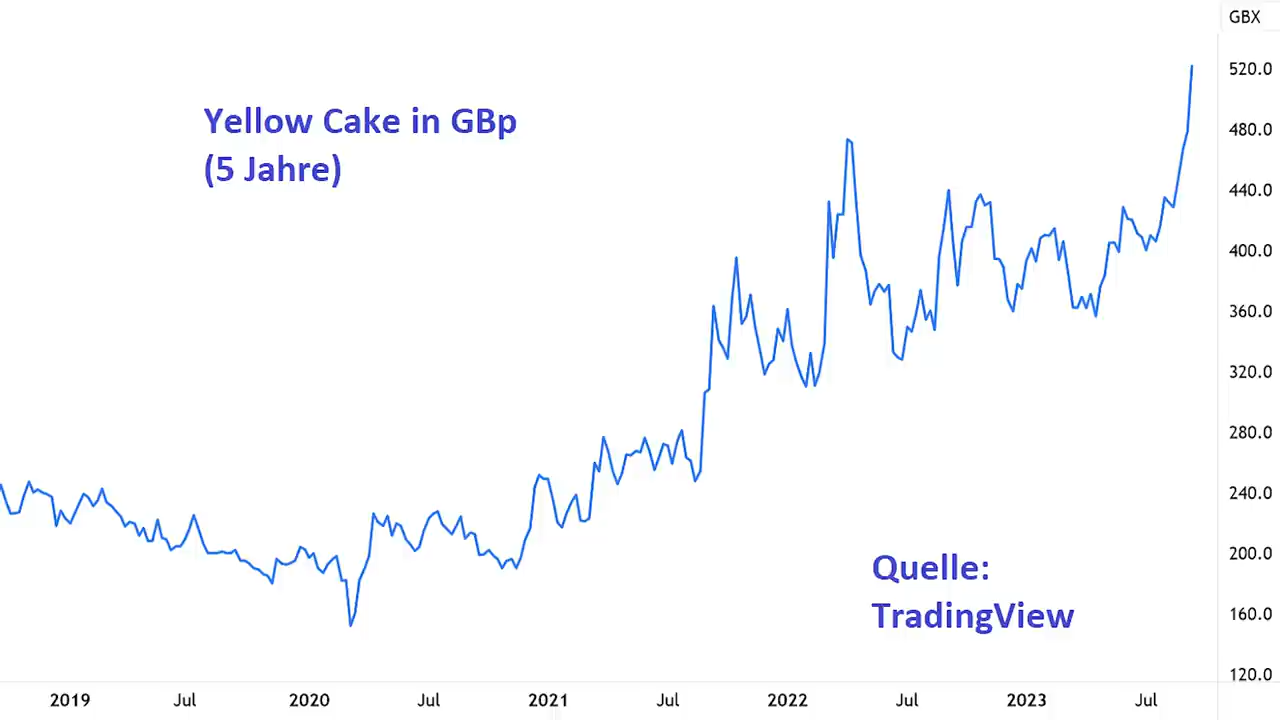 GBX
520.0
Yellow Cake in GBp
(5 Jahre)
480.0
440.0
400.0
360.0
320.0
280.0
240.0
200.0
Quelle:
TradingView
160.0
120.0
2019 Jul 2020 Jul 2021 Jul 2022 Jul 2023 Jul